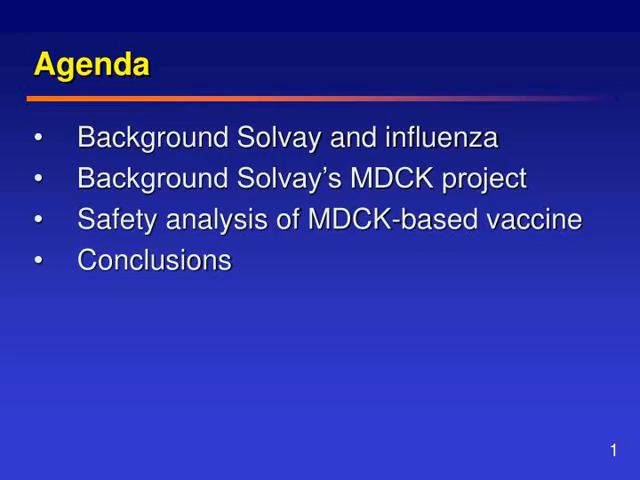 Agenda
• Background Solvay and influenza
• Background Solvay’s MDCK project
• Safety analysis of MDCK-based vaccine
• Conclusions
1